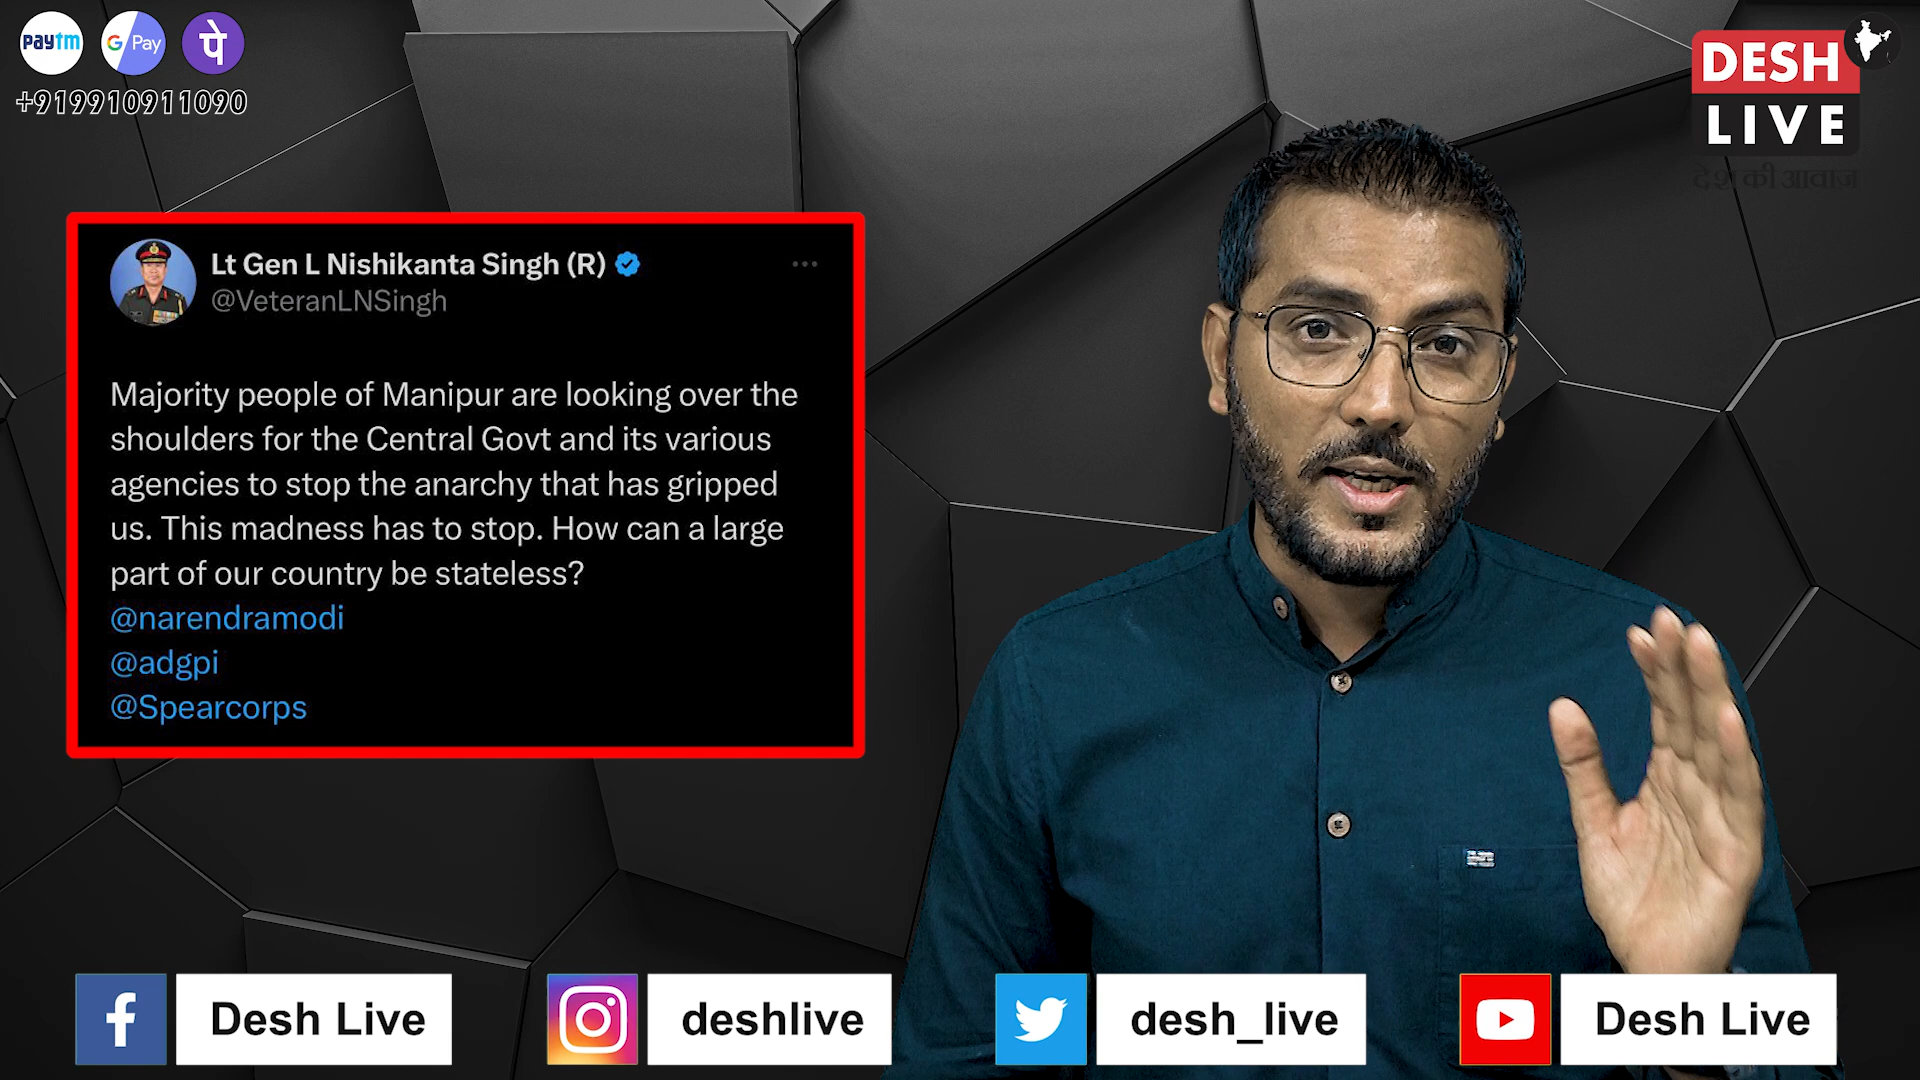 paytm
G Pay
पे
+919910911090
DESH
LIVE
देश की आवाज
Lt Gen L Nishikanta Singh (R)
@VeteranLNSingh
Majority people of Manipur are looking over the
shoulders for the Central Govt and its various
agencies to stop the anarchy that has gripped
us. This madness has to stop. How can a large
part of our country be stateless?
@narendramodi
@adgpi
@Spearcorps
Desh Live
deshlive
desh_live
Desh Live